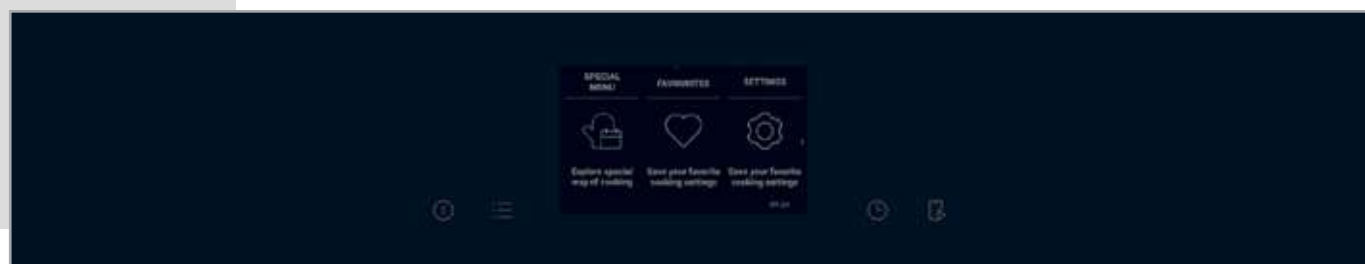 SPECIAL
MENU
FAVOURITES
SETTINGS
Explore special
way of cooking
Save your favorite
cooking settings
Save your favorite
cooking settings